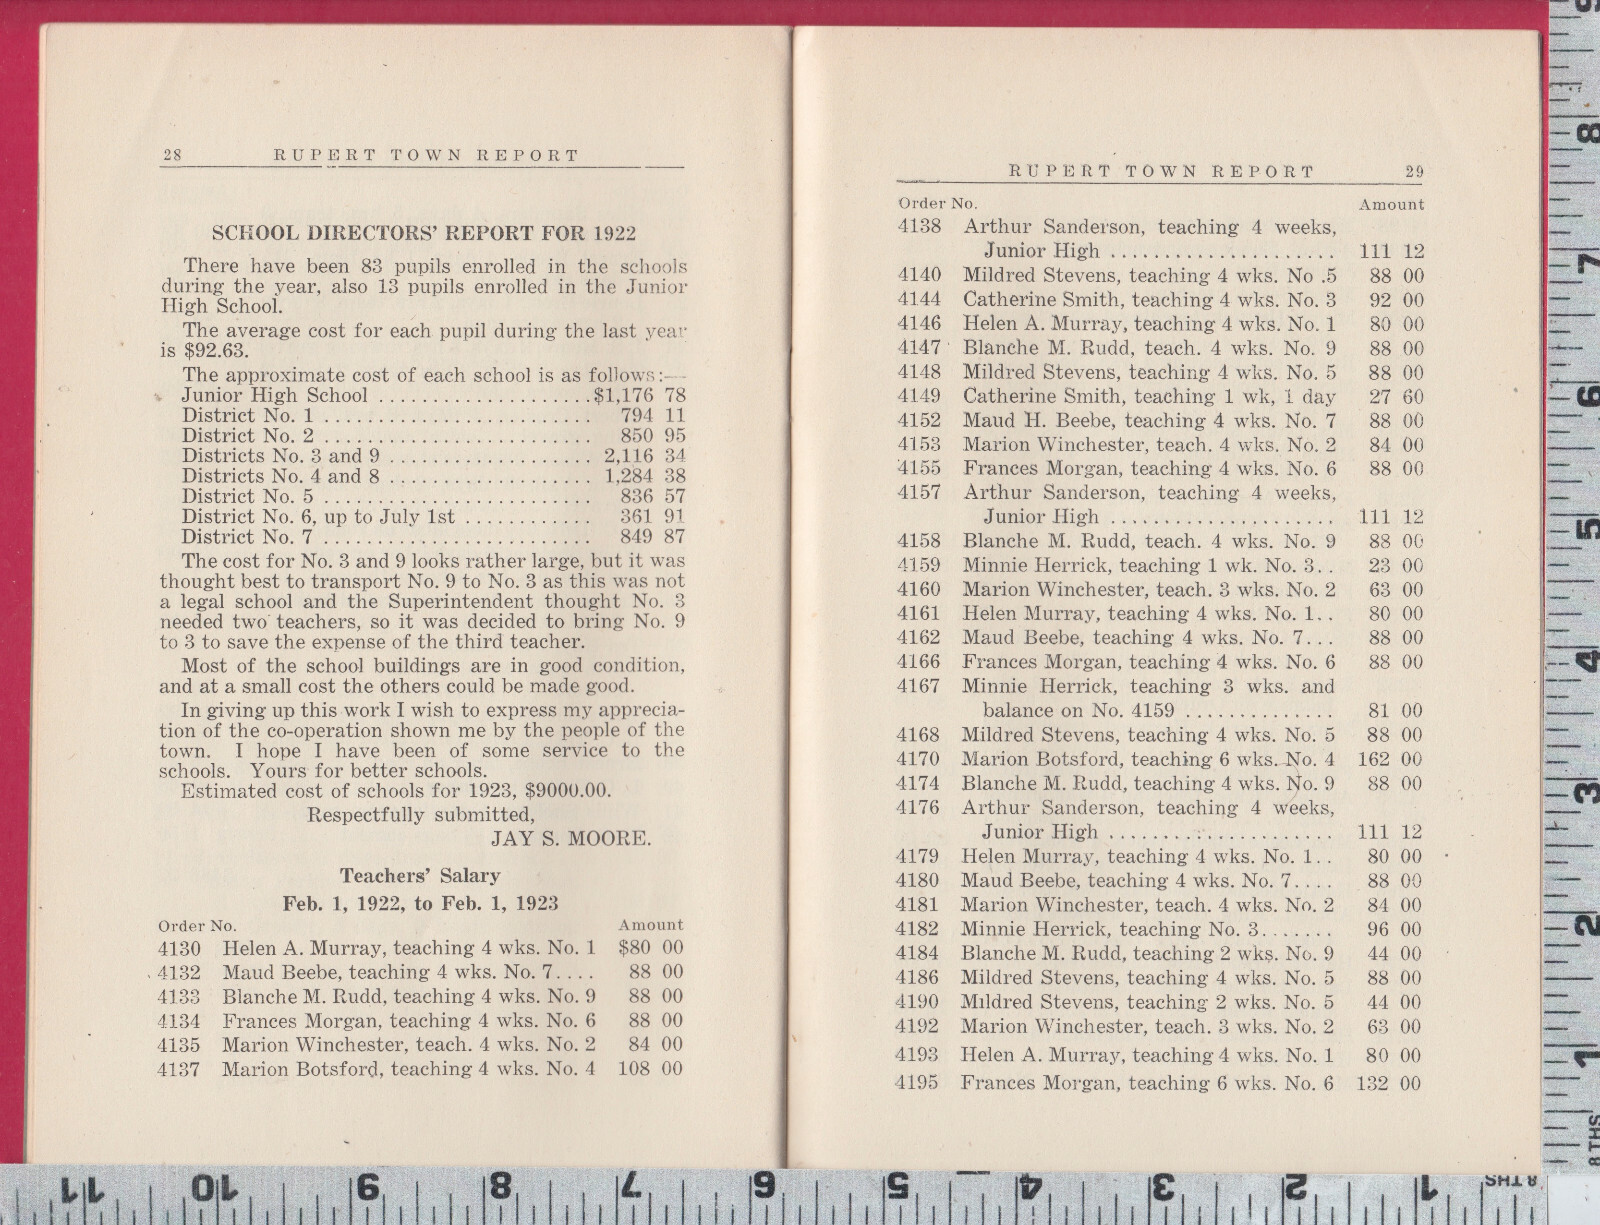 28 RUPERT TOWN REPORT
SCHOOL DIRECTORS' REPORT FOR 1922
There have been 83 pupils enrolled in the schools
during the year, also 13 pupils enrolled in the Junior
High School.
The average cost for each pupil during the last year
is $92.63.
The approximate cost of each school is as follows:—
Junior High School ....................$1,176 78
District No. 1 ......................... 794 11
District No. 2 ......................... 850 95
Districts No. 3 and 9 ................... 2,116 34
Districts No. 4 and 8 ................... 1,284 38
District No. 5 ......................... 836 57
District No. 6, up to July 1st ............ 361 91
District No. 7 ......................... 849 87
The cost for No. 3 and 9 looks rather large, but it was
thought best to transport No. 9 to No. 3 as this was not
a legal school and the Superintendent thought No. 3
needed two teachers, so it was decided to bring No. 9
to 3 to save the expense of the third teacher.
Most of the school buildings are in good condition,
and at a small cost the others could be made good.
In giving up this work I wish to express my apprecia-
tion of the co-operation shown me by the people of the
town. I hope I have been of some service to the
schools. Yours for better schools.
Estimated cost of schools for 1923, $9000.00.
Respectfully submitted,
JAY S. MOORE.
Teachers' Salary
Feb. 1, 1922, to Feb. 1, 1923
Order No. Amount
4130 Helen A. Murray, teaching 4 wks. No. 1 $80 00
4132 Maud Beebe, teaching 4 wks. No. 7.... 88 00
4133 Blanche M. Rudd, teaching 4 wks. No. 9 88 00
4134 Frances Morgan, teaching 4 wks. No. 6 88 00
4135 Marion Winchester, teach. 4 wks. No. 2 84 00
4137 Marion Botsford, teaching 4 wks. No. 4 108 00
RUPERT TOWN REPORT 29
Order No. Amount
4138 Arthur Sanderson, teaching 4 weeks,
Junior High ..................... 111 12
4140 Mildred Stevens, teaching 4 wks. No .5 88 00
4144 Catherine Smith, teaching 4 wks. No. 3 92 00
4146 Helen A. Murray, teaching 4 wks. No. 1 80 00
4147 Blanche M. Rudd, teach. 4 wks. No. 9 88 00
4148 Mildred Stevens, teaching 4 wks. No. 5 88 00
4149 Catherine Smith, teaching 1 wk, 1 day 27 60
4152 Maud H. Beebe, teaching 4 wks. No. 7 88 00
4153 Marion Winchester, teach. 4 wks. No. 2 84 00
4155 Frances Morgan, teaching 4 wks. No. 6 88 00
4157 Arthur Sanderson, teaching 4 weeks,
Junior High ..................... 111 12
4158 Blanche M. Rudd, teach. 4 wks. No. 9 88 00
4159 Minnie Herrick, teaching 1 wk. No. 3.. 23 00
4160 Marion Winchester, teach. 3 wks. No. 2 63 00
4161 Helen Murray, teaching 4 wks. No. 1.. 80 00
4162 Maud Beebe, teaching 4 wks. No. 7... 88 00
4166 Frances Morgan, teaching 4 wks. No. 6 88 00
4167 Minnie Herrick, teaching 3 wks. and
balance on No. 4159 .............. 81 00
4168 Mildred Stevens, teaching 4 wks. No. 5 88 00
4170 Marion Botsford, teaching 6 wks. No. 4 162 00
4174 Blanche M. Rudd, teaching 4 wks. No. 9 88 00
4176 Arthur Sanderson, teaching 4 weeks,
Junior High ..................... 111 12
4179 Helen Murray, teaching 4 wks. No. 1.. 80 00
4180 Maud Beebe, teaching 4 wks. No. 7.... 88 00
4181 Marion Winchester, teach. 4 wks. No. 2 84 00
4182 Minnie Herrick, teaching No. 3....... 96 00
4184 Blanche M. Rudd, teaching 2 wks. No. 9 44 00
4186 Mildred Stevens, teaching 4 wks. No. 5 88 00
4190 Mildred Stevens, teaching 2 wks. No. 5 44 00
4192 Marion Winchester, teach. 3 wks. No. 2 63 00
4193 Helen A. Murray, teaching 4 wks. No. 1 80 00
4195 Frances Morgan, teaching 6 wks. No. 6 132 00
9
8
7
6
5
4
3
2
1
8THS
11 10 9 8 7 6 5 4 3 2 1 8THS